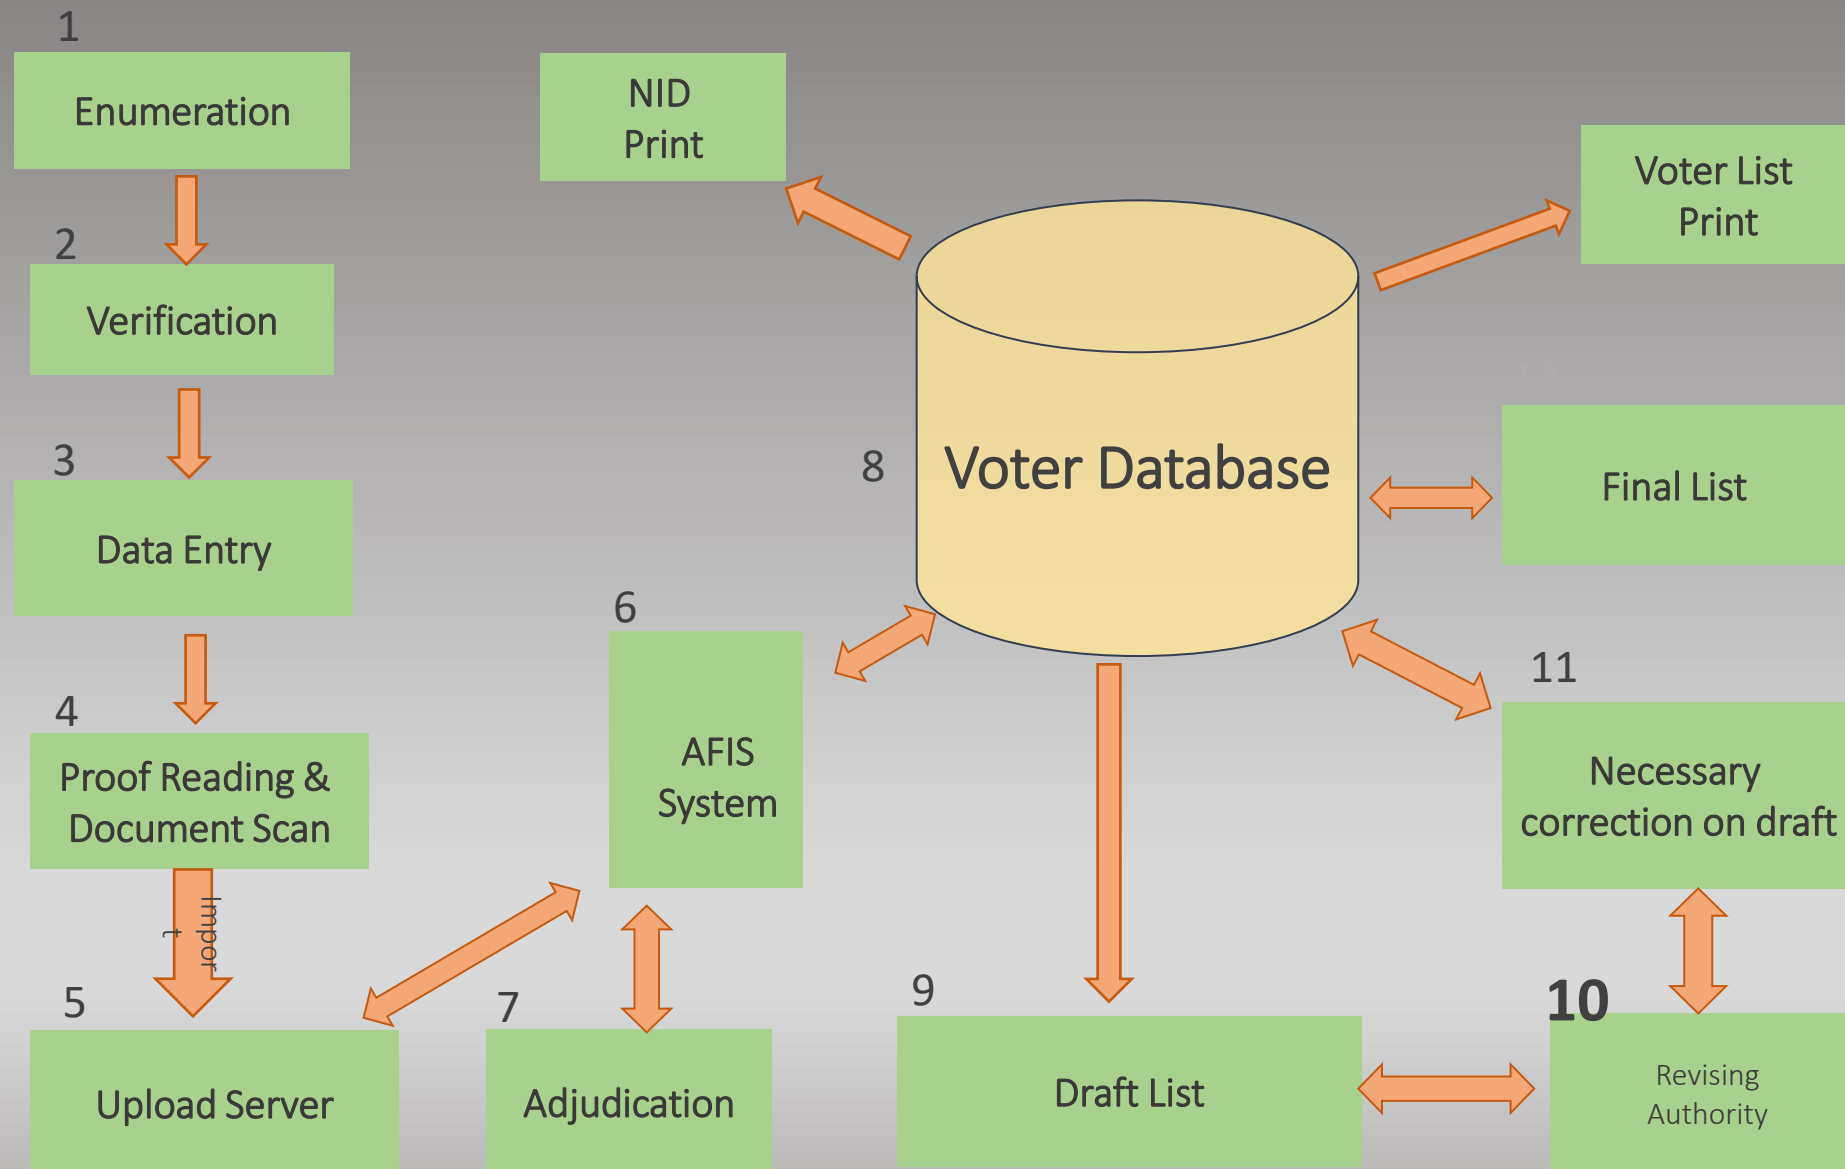 1
Enumeration
2
Verification
3
Data Entry
4
Proof Reading &
Document Scan
Impor
t
5
Upload Server
6
AFIS
System
7
Adjudication
NID
Print
8
Voter Database
9
Draft List
10
Revising
Authority
11
Necessary
correction on draft
12
Final List
Voter List
Print